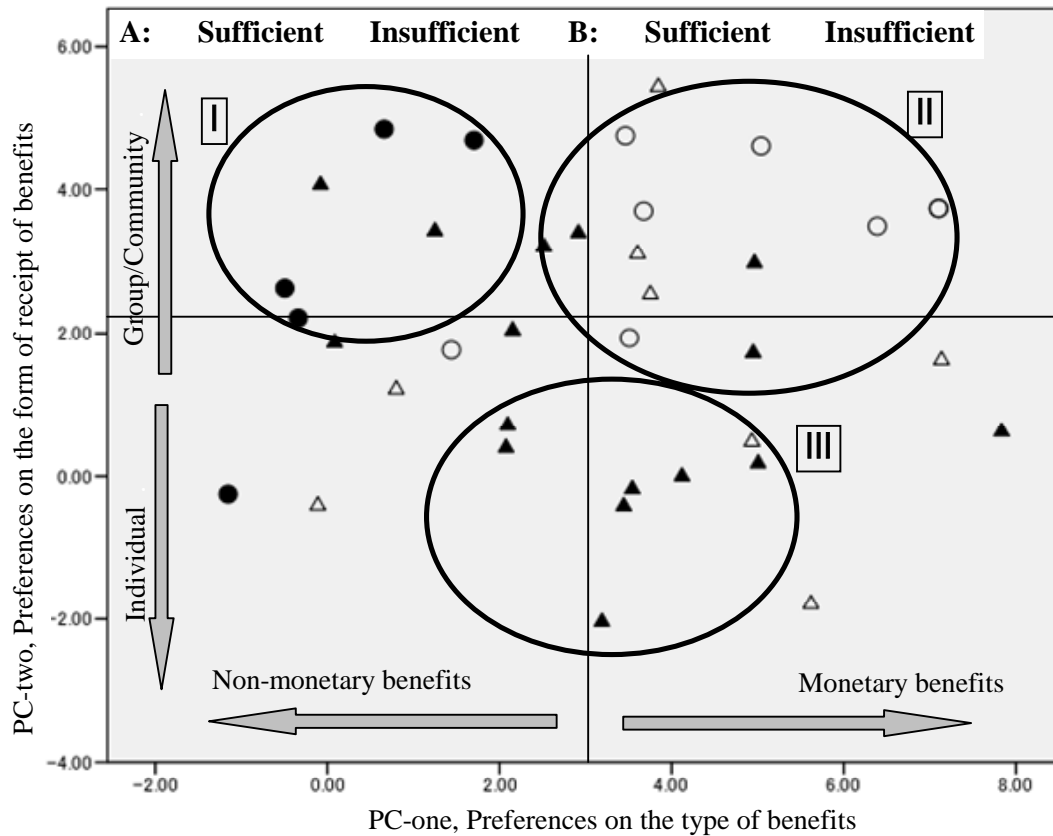 A: Sufficient Insufficient B: Sufficient Insufficient
6.00
4.00
2.00
0.00
-2.00
-4.00
PC-two, Preferences on the form of receipt of benefits
Group/Community
Individual
I
II
III
Non-monetary benefits
Monetary benefits
-2.00 0.00 2.00 4.00 6.00 8.00
PC-one, Preferences on the type of benefits